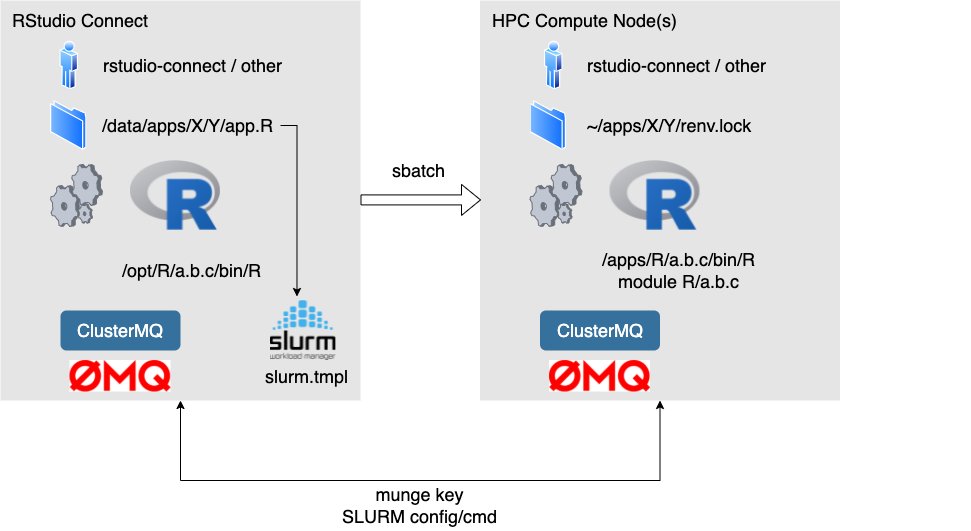 RStudio Connect
rstudio-connect / other
/data/apps/X/Y/app.R
R
/opt/R/a.b.c/bin/R
ClusterMQ
ØMQ
slurm
workload manager
slurm.tmpl
sbatch
HPC Compute Node(s)
rstudio-connect / other
~/apps/X/Y/renv.lock
R
/apps/R/a.b.c/bin/R
module R/a.b.c
ClusterMQ
ØMQ
munge key
SLURM config/cmd